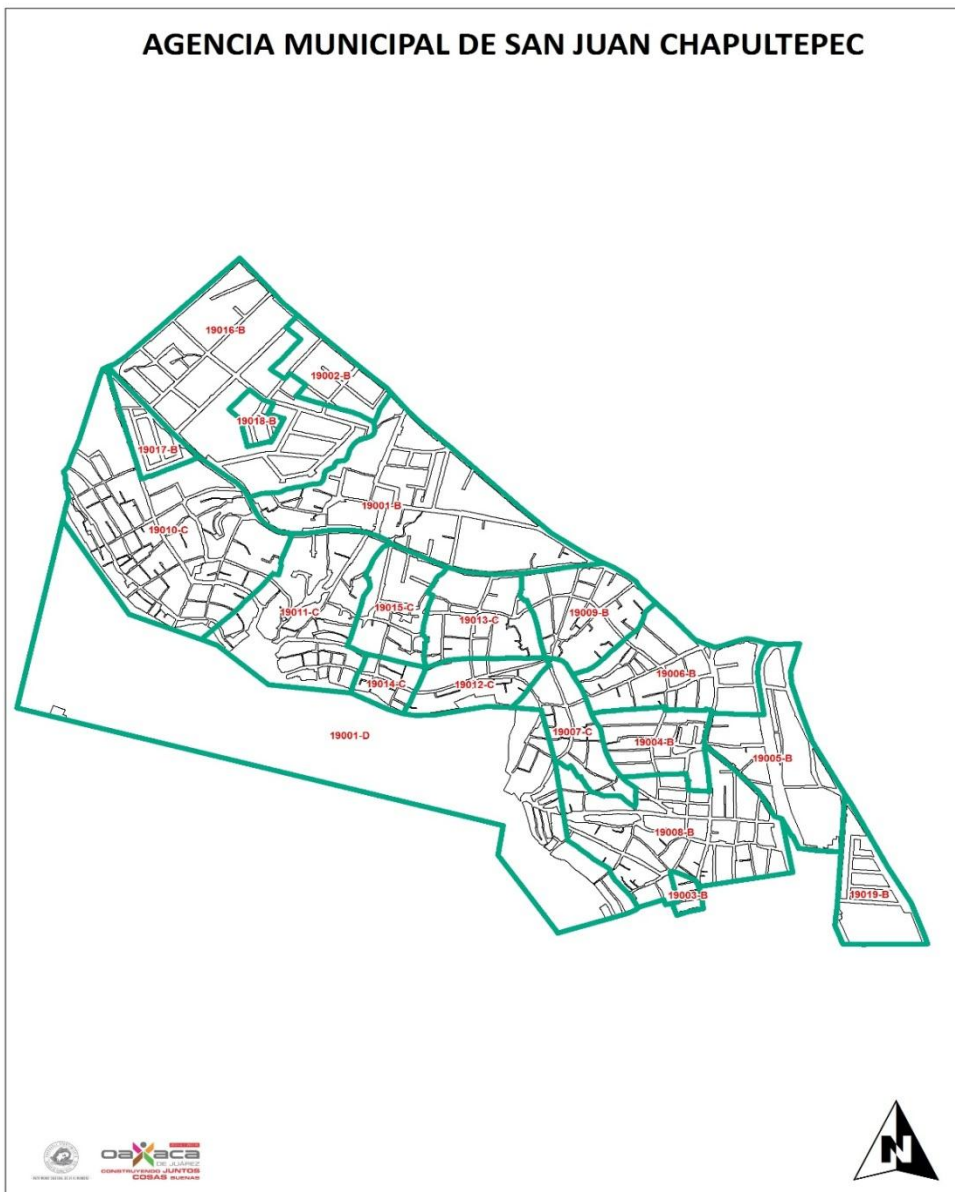 AGENCIA MUNICIPAL DE SAN JUAN CHAPULTEPEC
19016-B
19002-B
19018-B
19017-B
19001-B
19010-C
19011-C
19015-C
19013-C
19009-B
19014-C
19012-C
19006-B
19001-D
19007-C
19004-B
19005-B
19008-B
19003-B
19019-B
N
oaxaca
DE JUÁREZ
CONSTRUYENDO JUNTOS
COSAS BUENAS